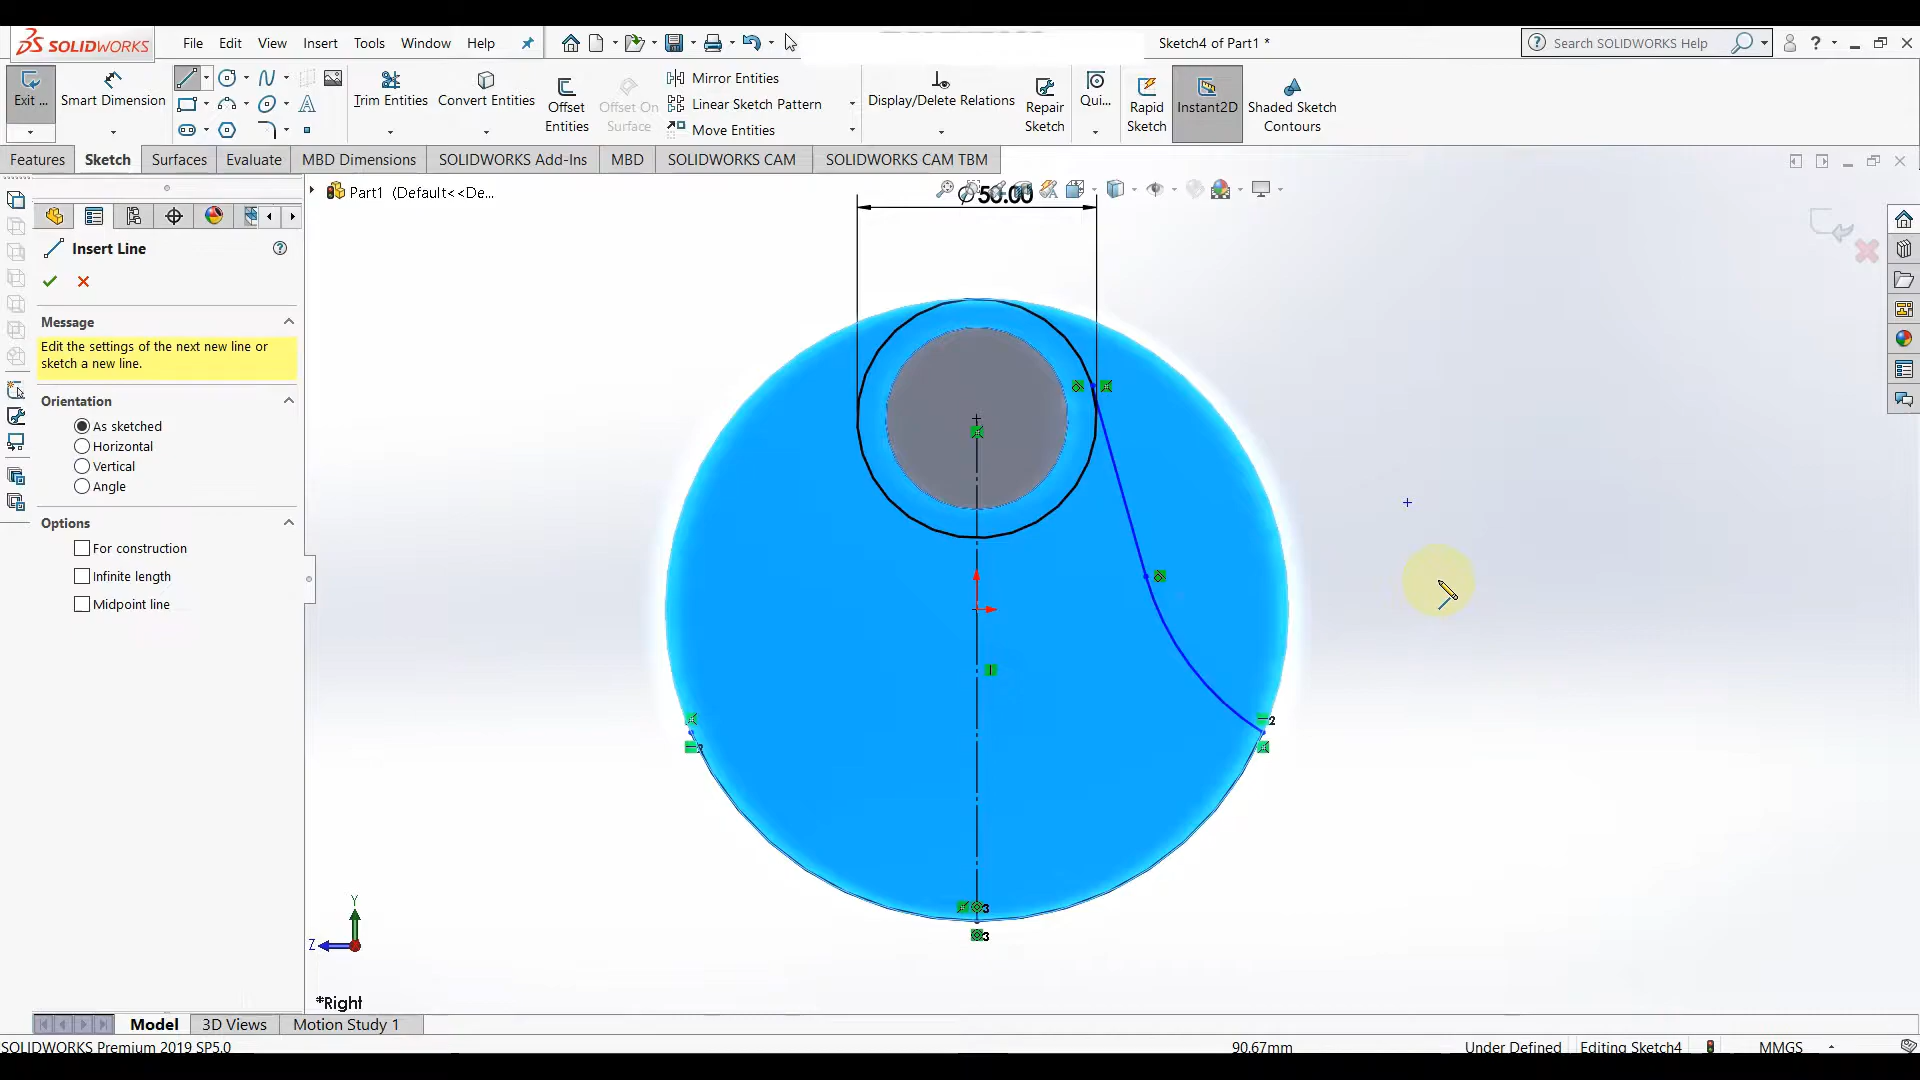 SOLIDWORKS
File Edit View Insert Tools Window Help
Sketch4 of Part1 *
Search SOLIDWORKS Help
Exit ...
Smart Dimension
Trim Entities
Convert Entities
Offset Entities
Offset On Surface
Mirror Entities
Linear Sketch Pattern
Move Entities
Display/Delete Relations
Repair Sketch
Qui...
Rapid Sketch
Instant2D
Shaded Sketch Contours
Features Sketch Surfaces Evaluate MBD Dimensions SOLIDWORKS Add-Ins MBD SOLIDWORKS CAM SOLIDWORKS CAM TBM
Part1 (Default<<De...
⌀50.00
Insert Line
Message
Edit the settings of the next new line or
sketch a new line.
Orientation
As sketched
Horizontal
Vertical
Angle
Options
For construction
Infinite length
Midpoint line
2
2
3
3
Y
Z
*Right
Model 3D Views Motion Study 1
SOLIDWORKS Premium 2019 SP5.0
90.67mm Under Defined Editing Sketch4 MMGS